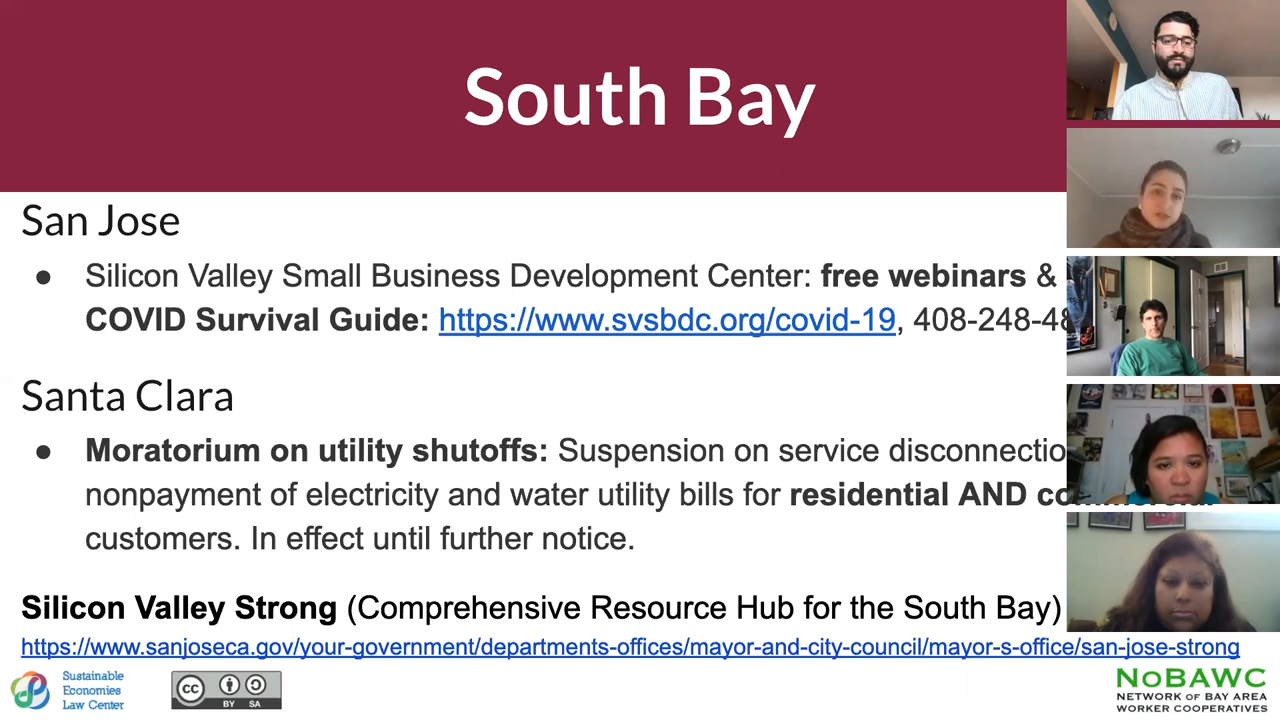 South Bay
San Jose
● Silicon Valley Small Business Development Center: free webinars &
COVID Survival Guide: https://www.svsbdc.org/covid-19, 408-248-48
Santa Clara
● Moratorium on utility shutoffs: Suspension on service disconnectio
nonpayment of electricity and water utility bills for residential AND commercial
customers. In effect until further notice.
Silicon Valley Strong (Comprehensive Resource Hub for the South Bay)
https://www.sanjoseca.gov/your-government/departments-offices/mayor-and-city-council/mayor-s-office/san-jose-strong
Sustainable
Economies
Law Center
CC BY SA
NoBAWC
NETWORK OF BAY AREA
WORKER COOPERATIVES